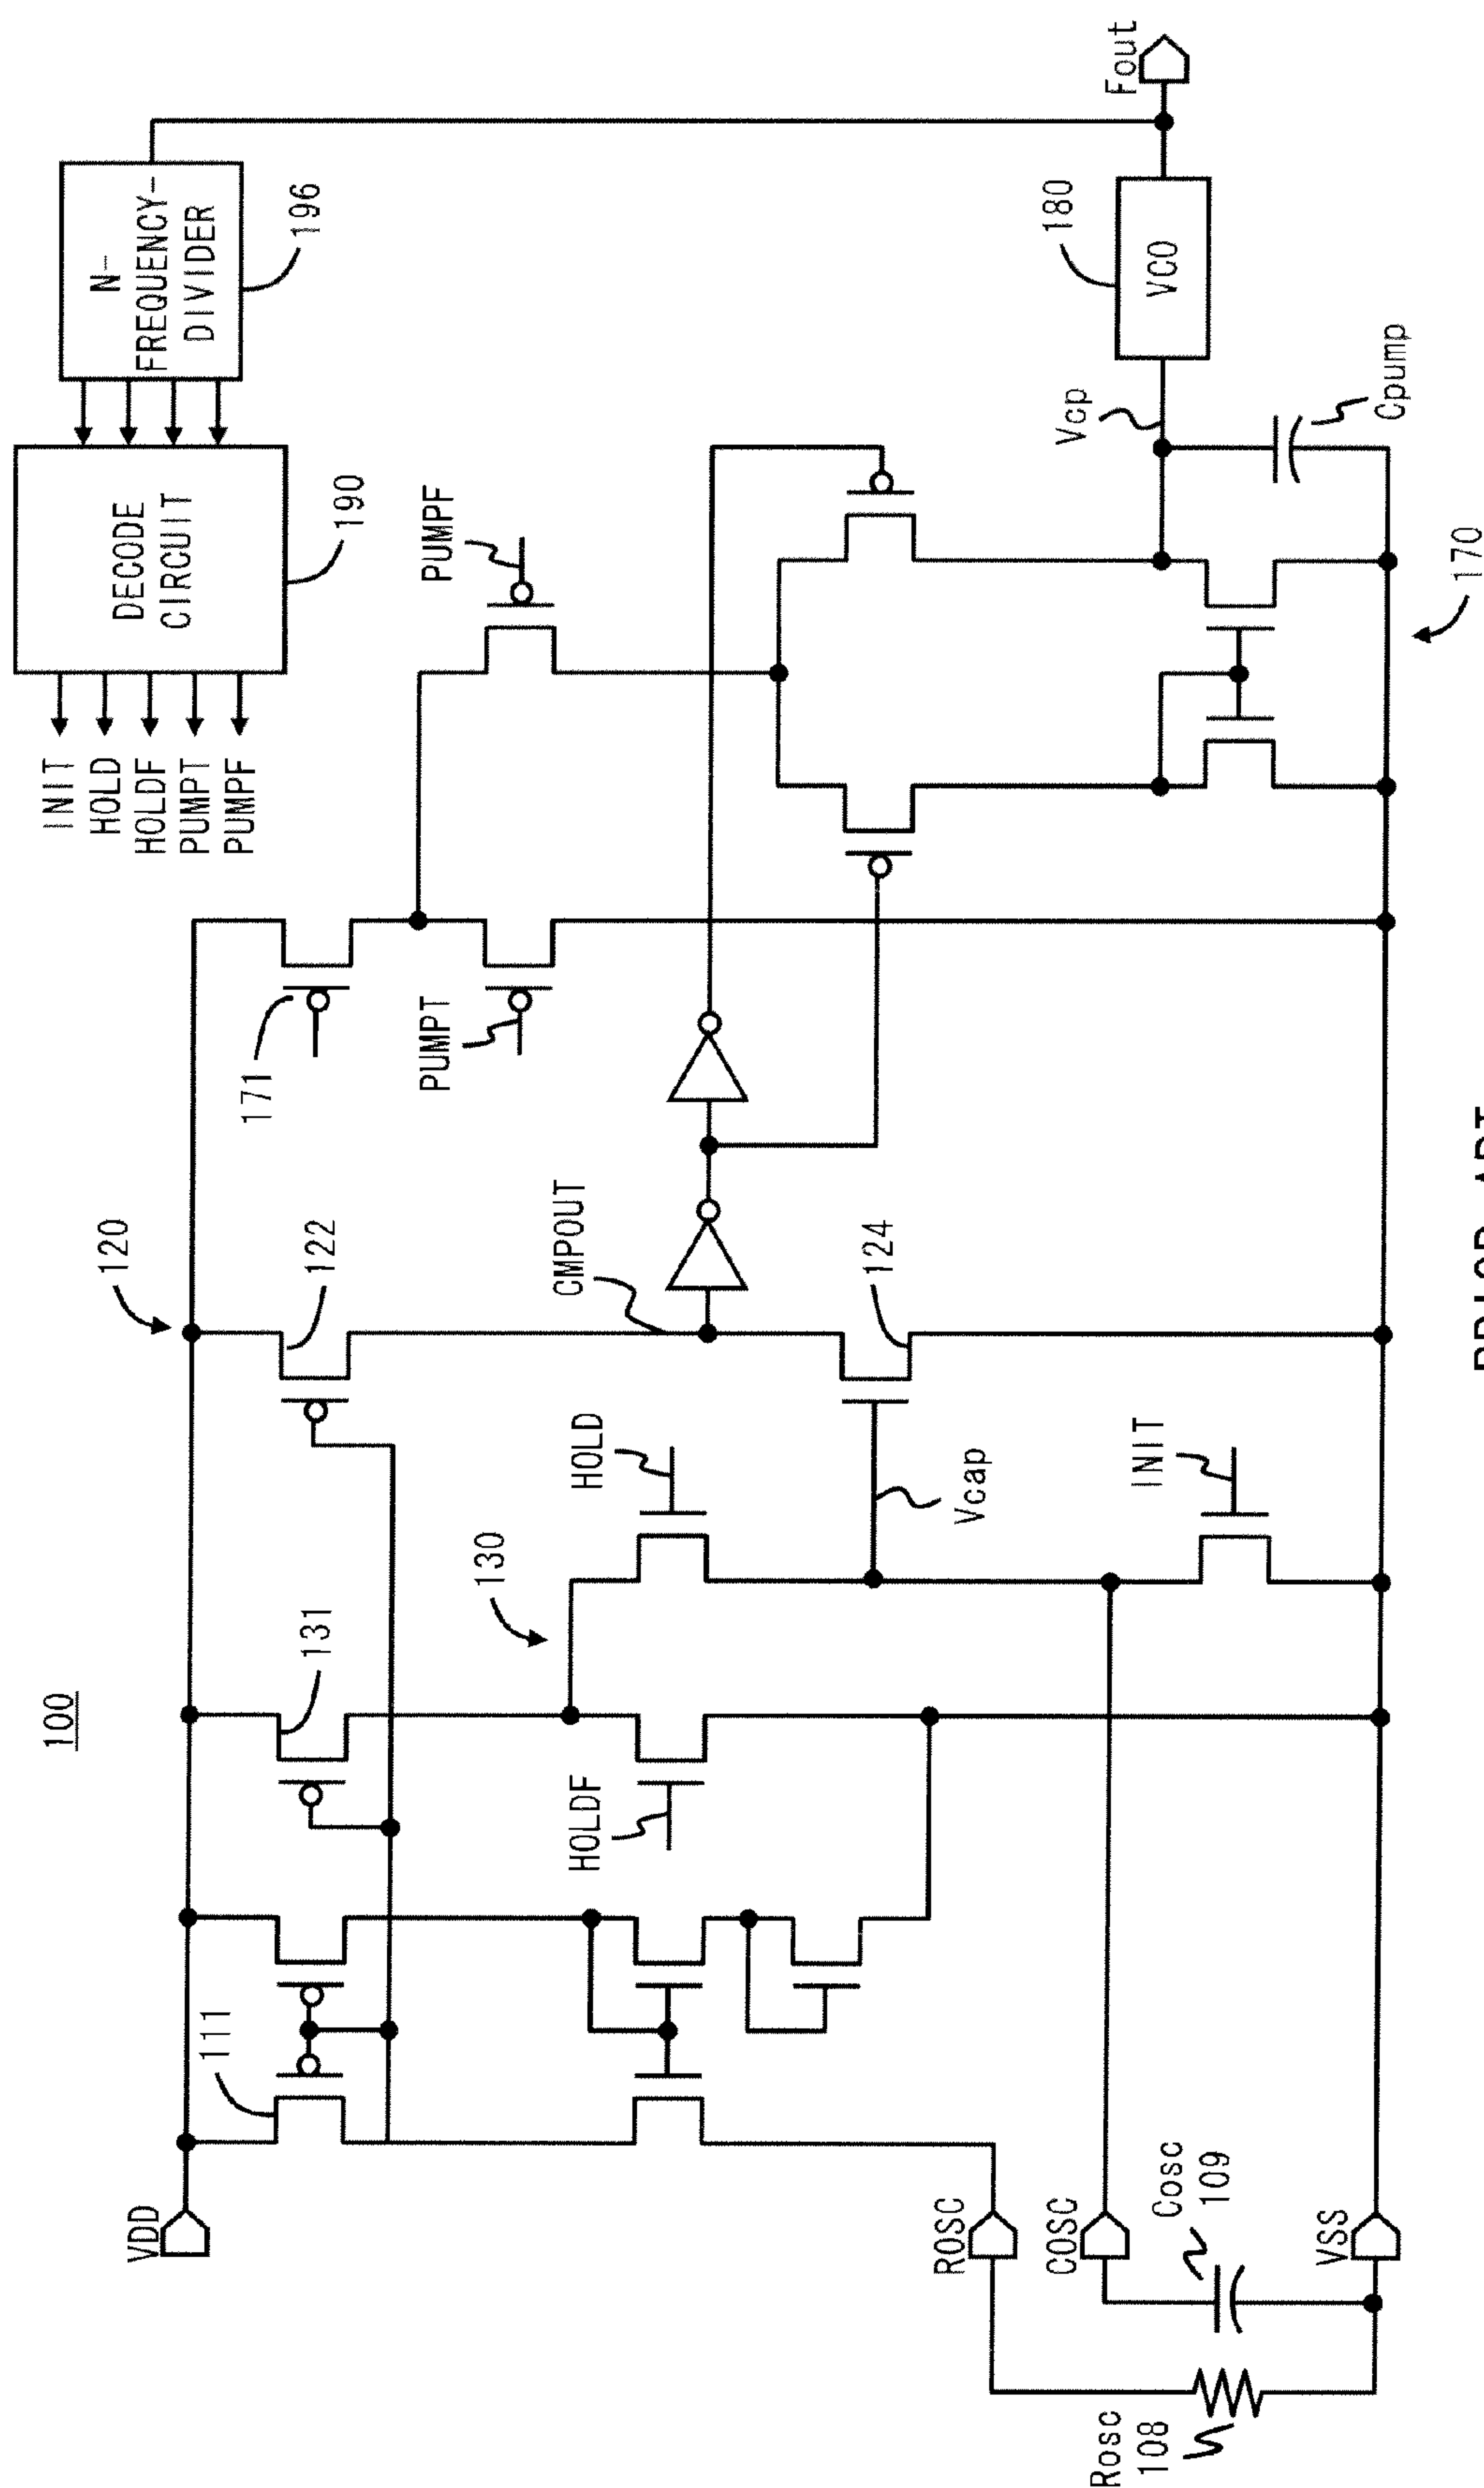 100
VDD
111
131
120
122
171
N-
FREQUENCY-
DIVIDER
196
DECODE
CIRCUIT
190
INIT
HOLD
HOLDF
PUMPT
PUMPF
PUMPT
PUMPF
HOLDF
130
HOLD
CMPOUT
124
Vcap
INIT
Vcp
VCO
180
Fout
Cpump
170
ROSC
COSC
Cosc
109
VSS
Rosc
108